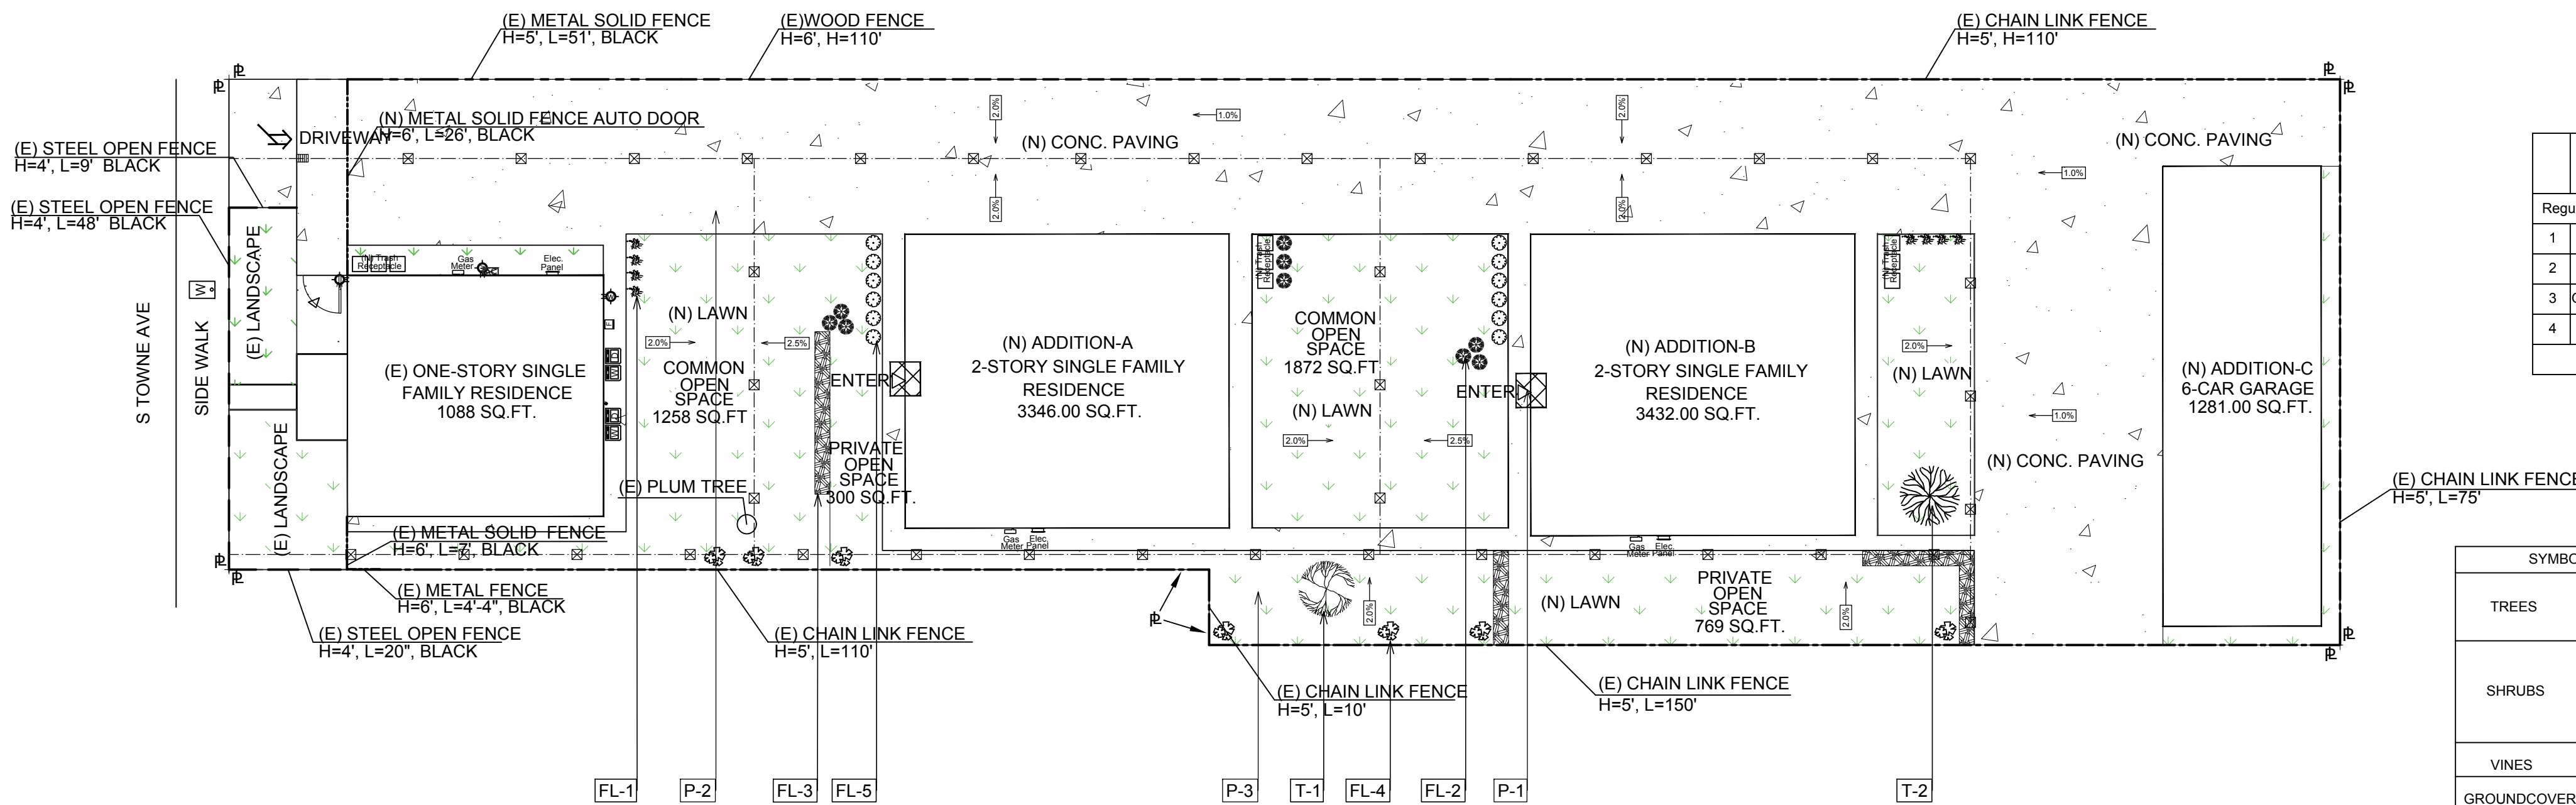 (E) METAL SOLID FENCE
H=5', L=51', BLACK
(E)WOOD FENCE
H=6', H=110'
(E) CHAIN LINK FENCE
H=5', H=110'
(N) METAL SOLID FENCE AUTO DOOR
H=6', L=26', BLACK
DRIVEWAY
(E) STEEL OPEN FENCE
H=4', L=9' BLACK
(E) STEEL OPEN FENCE
H=4', L=48' BLACK
2.0%
1.0%
2.0%
(N) CONC. PAVING
(N) CONC. PAVING
2.0%
2.0%
1.0%
S TOWNE AVE
SIDE WALK
W
(E) LANDSCAPE
(E) LANDSCAPE
(N) Trash
Receptacle
Gas
Meter
Elec.
Panel
(E) ONE-STORY SINGLE
FAMILY RESIDENCE
1088 SQ.FT.
(N) LAWN
2.0%
2.5%
COMMON
OPEN
SPACE
1258 SQ.FT
PRIVATE
OPEN
SPACE
300 SQ.FT.
ENTER
(E) PLUM TREE
(N) ADDITION-A
2-STORY SINGLE FAMILY
RESIDENCE
3346.00 SQ.FT.
Gas
Meter
Elec.
Panel
(N) Trash
Receptacle
COMMON
OPEN
SPACE
1872 SQ.FT
(N) LAWN
2.0%
2.5%
ENTER
(N) ADDITION-B
2-STORY SINGLE FAMILY
RESIDENCE
3432.00 SQ.FT.
Gas
Meter
Elec.
Panel
(N) Trash
Receptacle
2.0%
(N) LAWN
1.0%
(N) CONC. PAVING
(N) ADDITION-C
6-CAR GARAGE
1281.00 SQ.FT.
(E) CHAIN LINK FENCE
H=5', L=75'
(E) METAL SOLID FENCE
H=6', L=7', BLACK
(E) METAL FENCE
H=6', L=4'-4", BLACK
(E) STEEL OPEN FENCE
H=4', L=20", BLACK
(E) CHAIN LINK FENCE
H=5', L=110'
2.0%
(N) LAWN
PRIVATE
OPEN
SPACE
769 SQ.FT.
2.0%
(E) CHAIN LINK FENCE
H=5', L=10'
(E) CHAIN LINK FENCE
H=5', L=150'
FL-1
P-2
FL-3
FL-5
P-3
T-1
FL-4
FL-2
P-1
T-2
Regu
1
2
3
4
SYMBO
TREES
SHRUBS
VINES
GROUNDCOVER